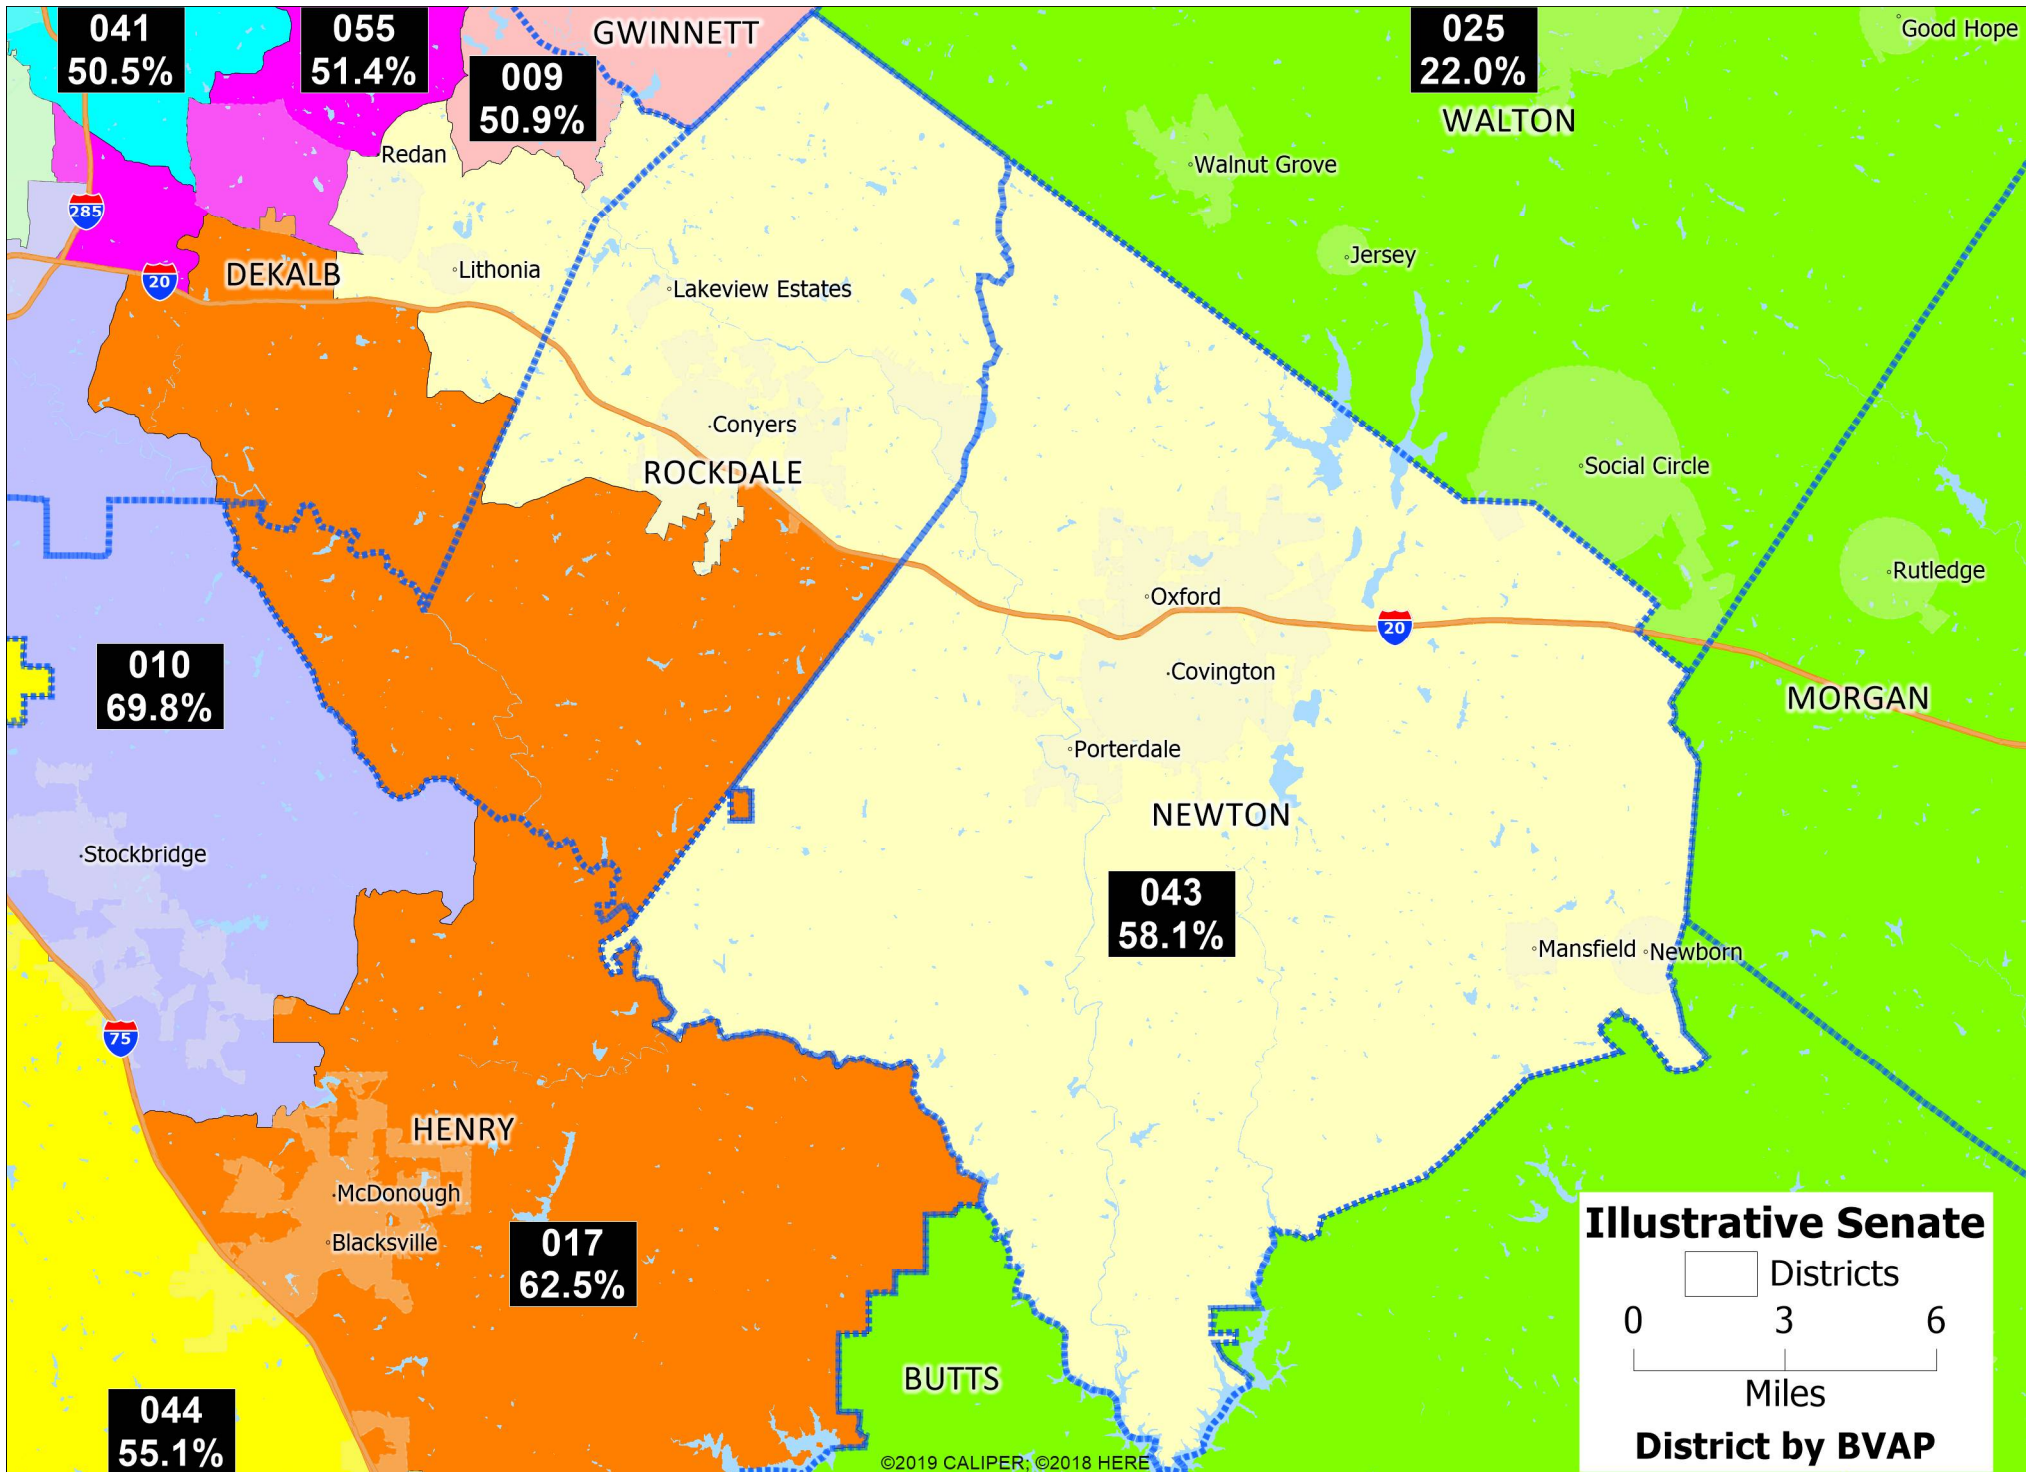 041
50.5%
055
51.4%
GWINNETT
009
50.9%
025
22.0%
WALTON
Good Hope
Redan
Walnut Grove
285
20
DEKALB
Lithonia
Lakeview Estates
Jersey
Conyers
ROCKDALE
Social Circle
Oxford
20
Rutledge
010
69.8%
Covington
MORGAN
Porterdale
NEWTON
Stockbridge
043
58.1%
Mansfield
Newborn
75
HENRY
McDonough
Blacksville
017
62.5%
BUTTS
044
55.1%
©2019 CALIPER; ©2018 HERE
Illustrative Senate
Districts
0 3 6
Miles
District by BVAP